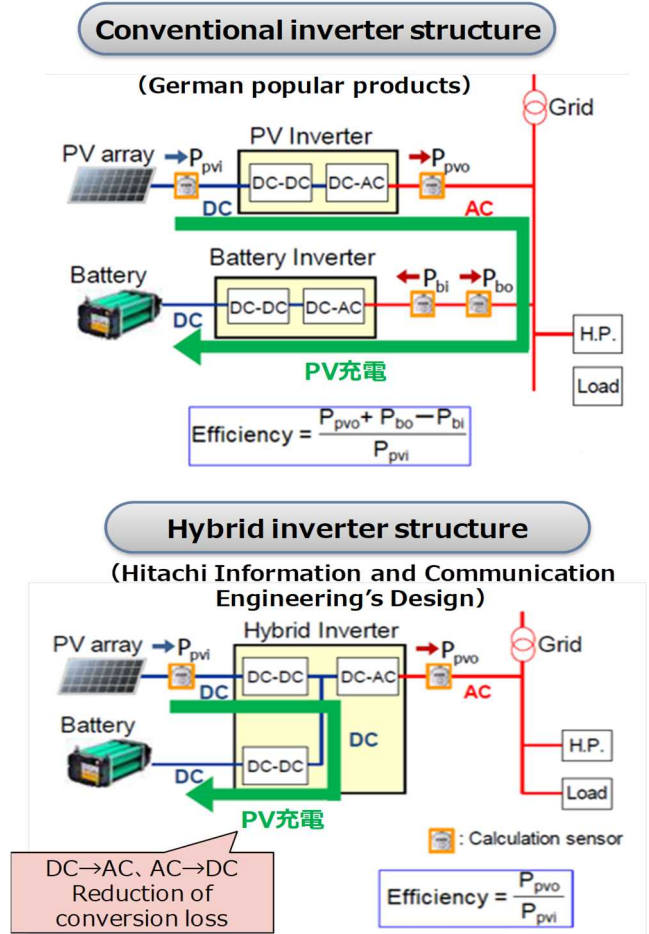 Conventional inverter structure
(German popular products)
Grid
PV Inverter
PV array
Ppvi
DC-DC
DC-AC
Ppvo
DC
AC
Battery Inverter
Battery
Pbi
Pbo
DC-DC
DC-AC
DC
H.P.
PV充電
Load
Efficiency = Ppvo + Pbo − Pbi
Ppvi
Hybrid inverter structure
(Hitachi Information and Communication
Engineering's Design)
Hybrid Inverter
PV array
Ppvi
Ppvo
Grid
DC-DC
DC-AC
DC
AC
Battery
DC
H.P.
DC-DC
DC
Load
PV充電
: Calculation sensor
DC→AC、AC→DC
Reduction of
conversion loss
Efficiency = Ppvo
Ppvi